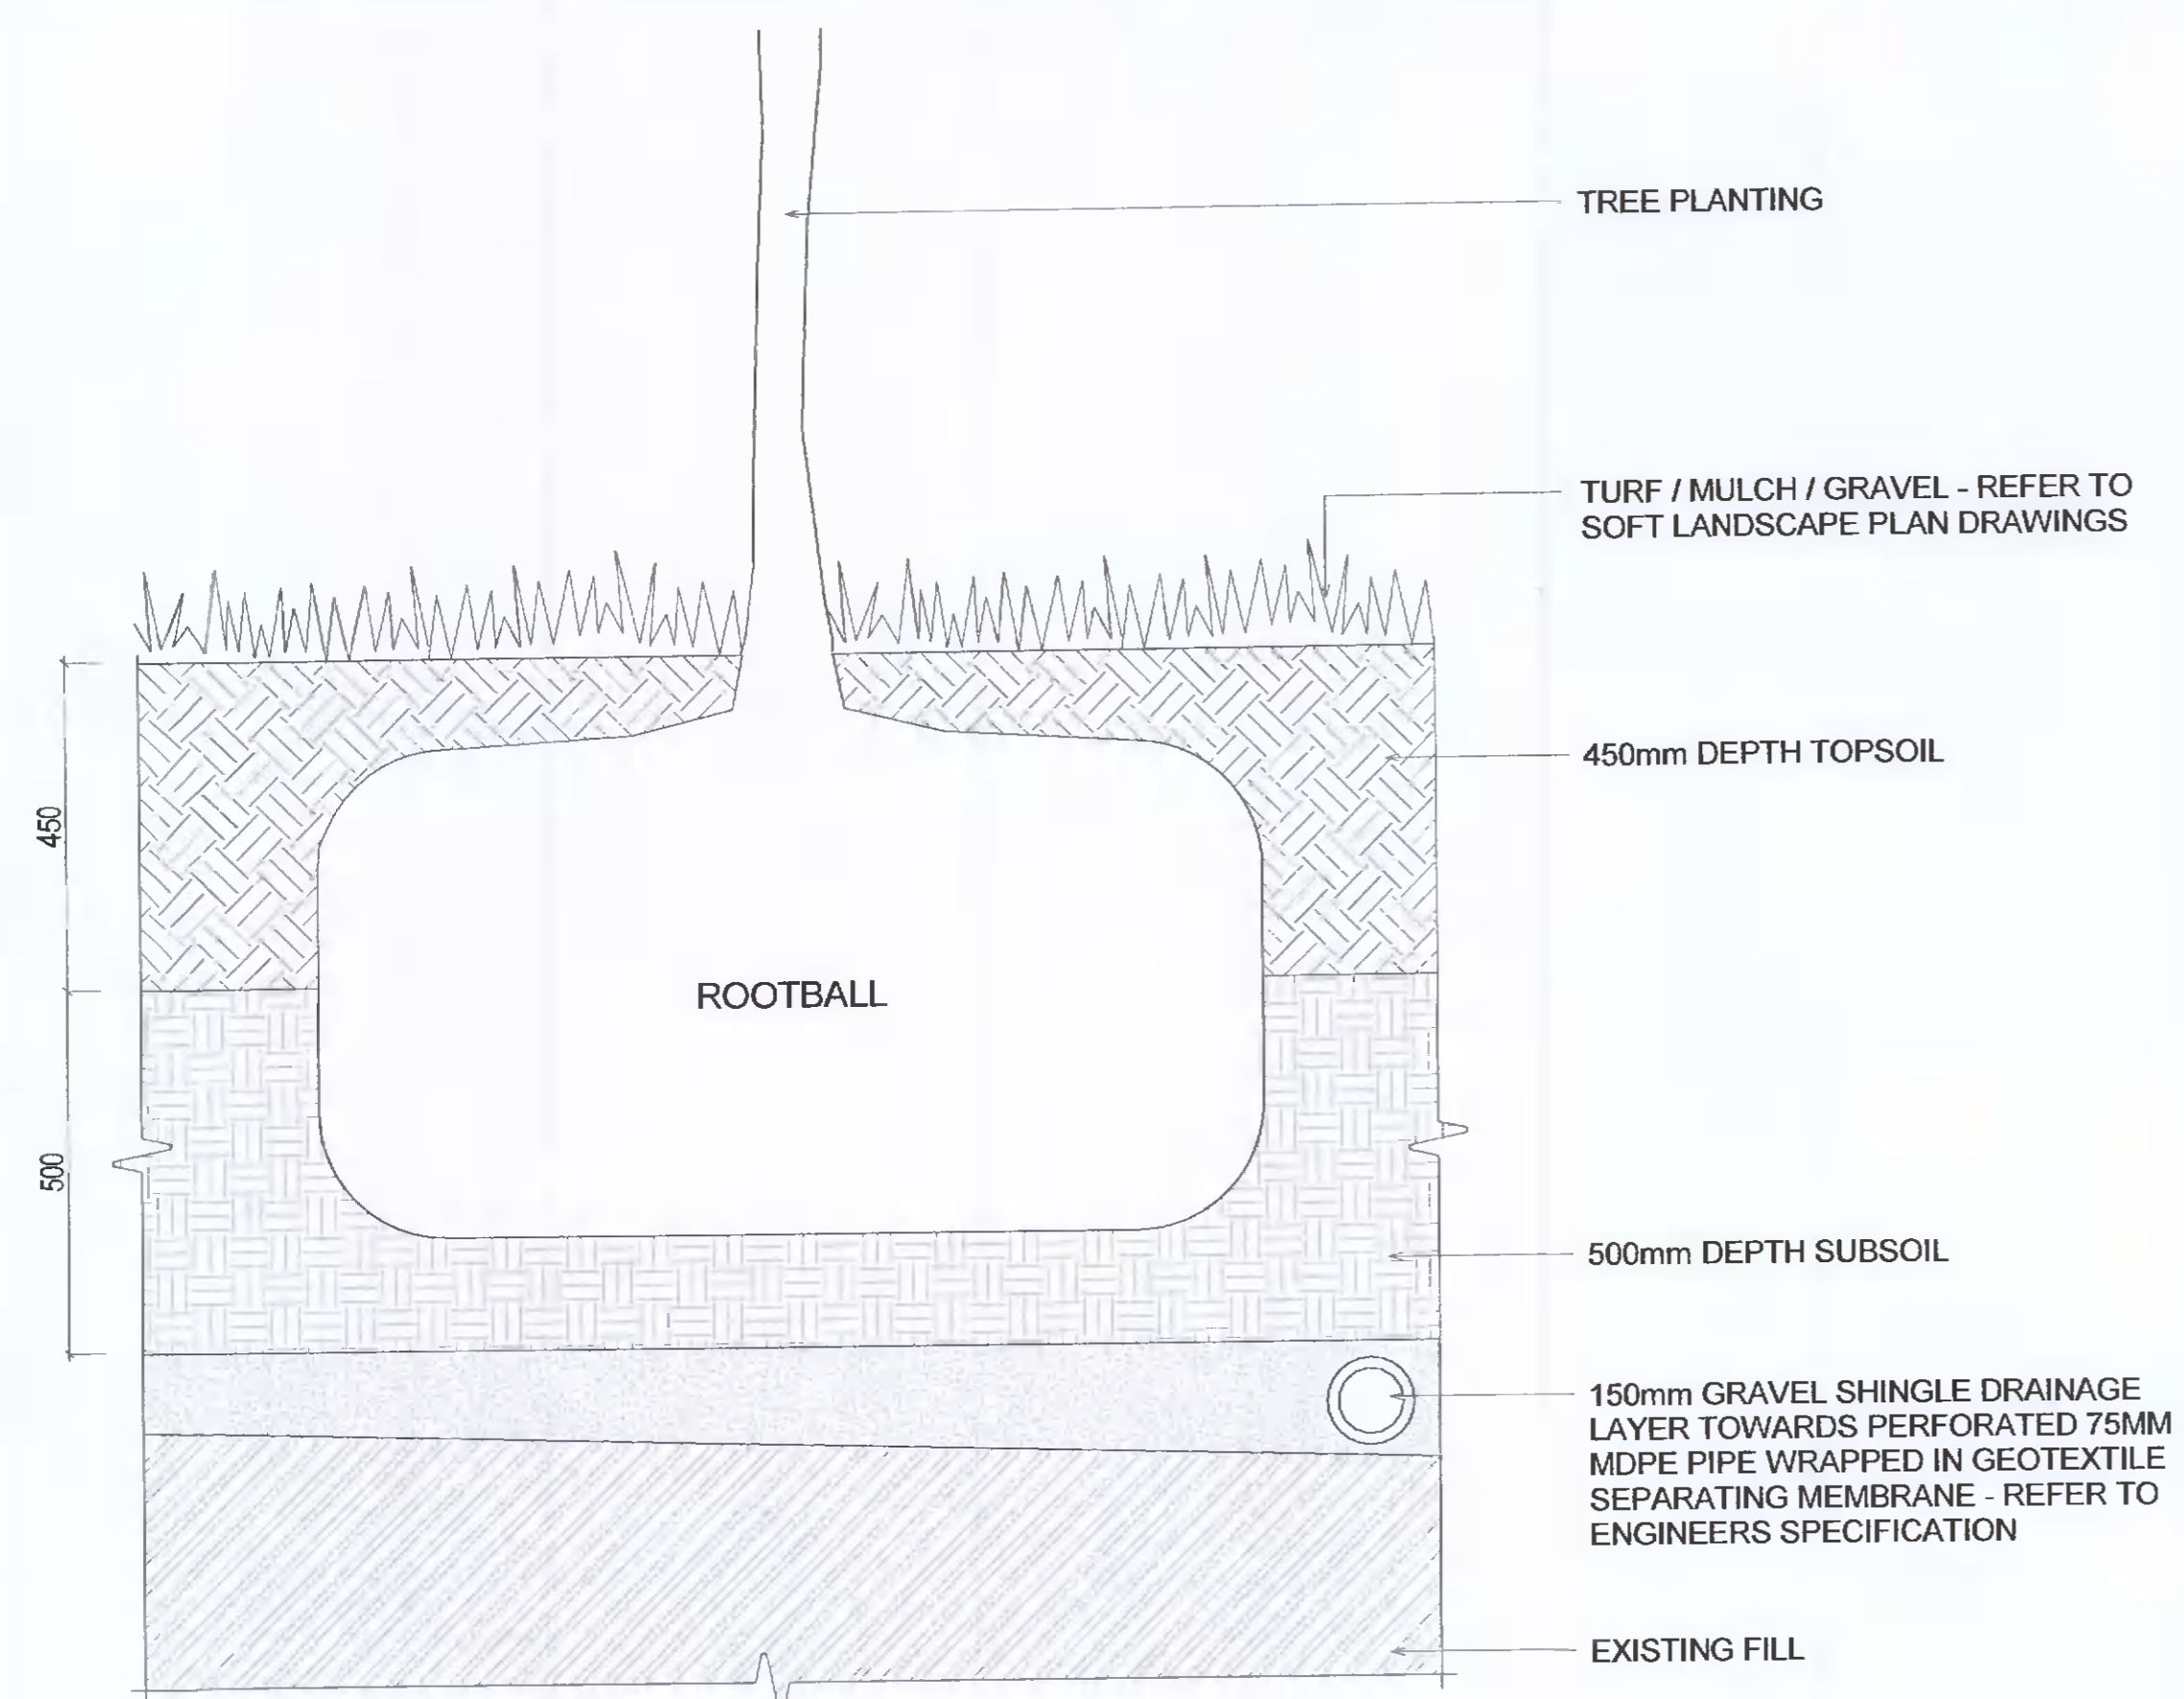 TREE PLANTING
TURF / MULCH / GRAVEL - REFER TO
SOFT LANDSCAPE PLAN DRAWINGS
450mm DEPTH TOPSOIL
450
ROOTBALL
500
500mm DEPTH SUBSOIL
150mm GRAVEL SHINGLE DRAINAGE
LAYER TOWARDS PERFORATED 75MM
MDPE PIPE WRAPPED IN GEOTEXTILE
SEPARATING MEMBRANE - REFER TO
ENGINEERS SPECIFICATION
EXISTING FILL